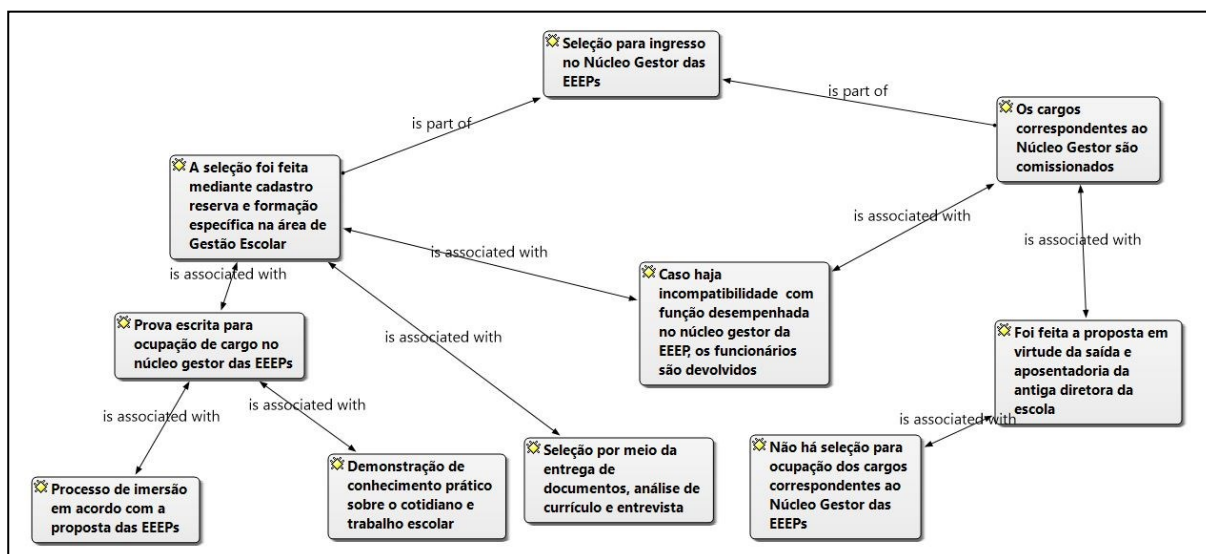 Seleção para ingresso
no Núcleo Gestor das
EEEPs
is part of
is part of
Os cargos
correspondentes ao
Núcleo Gestor são
comissionados
A seleção foi feita
mediante cadastro
reserva e formação
específica na área de
Gestão Escolar
is associated with
is associated with
is associated with
is associated with
Caso haja
incompatibilidade com
função desempenhada
no núcleo gestor da
EEEP, os funcionários
são devolvidos
Prova escrita para
ocupação de cargo no
núcleo gestor das EEEPs
is associated with
Foi feita a proposta em
virtude da saída e
aposentadoria da
antiga diretora da
escola
is associated with
is associated with
is associated with
Processo de imersão
em acordo com a
proposta das EEEPs
Demonstração de
conhecimento prático
sobre o cotidiano e
trabalho escolar
Seleção por meio da
entrega de
documentos, análise de
currículo e entrevista
Não há seleção para
ocupação dos cargos
correspondentes ao
Núcleo Gestor das
EEEPs